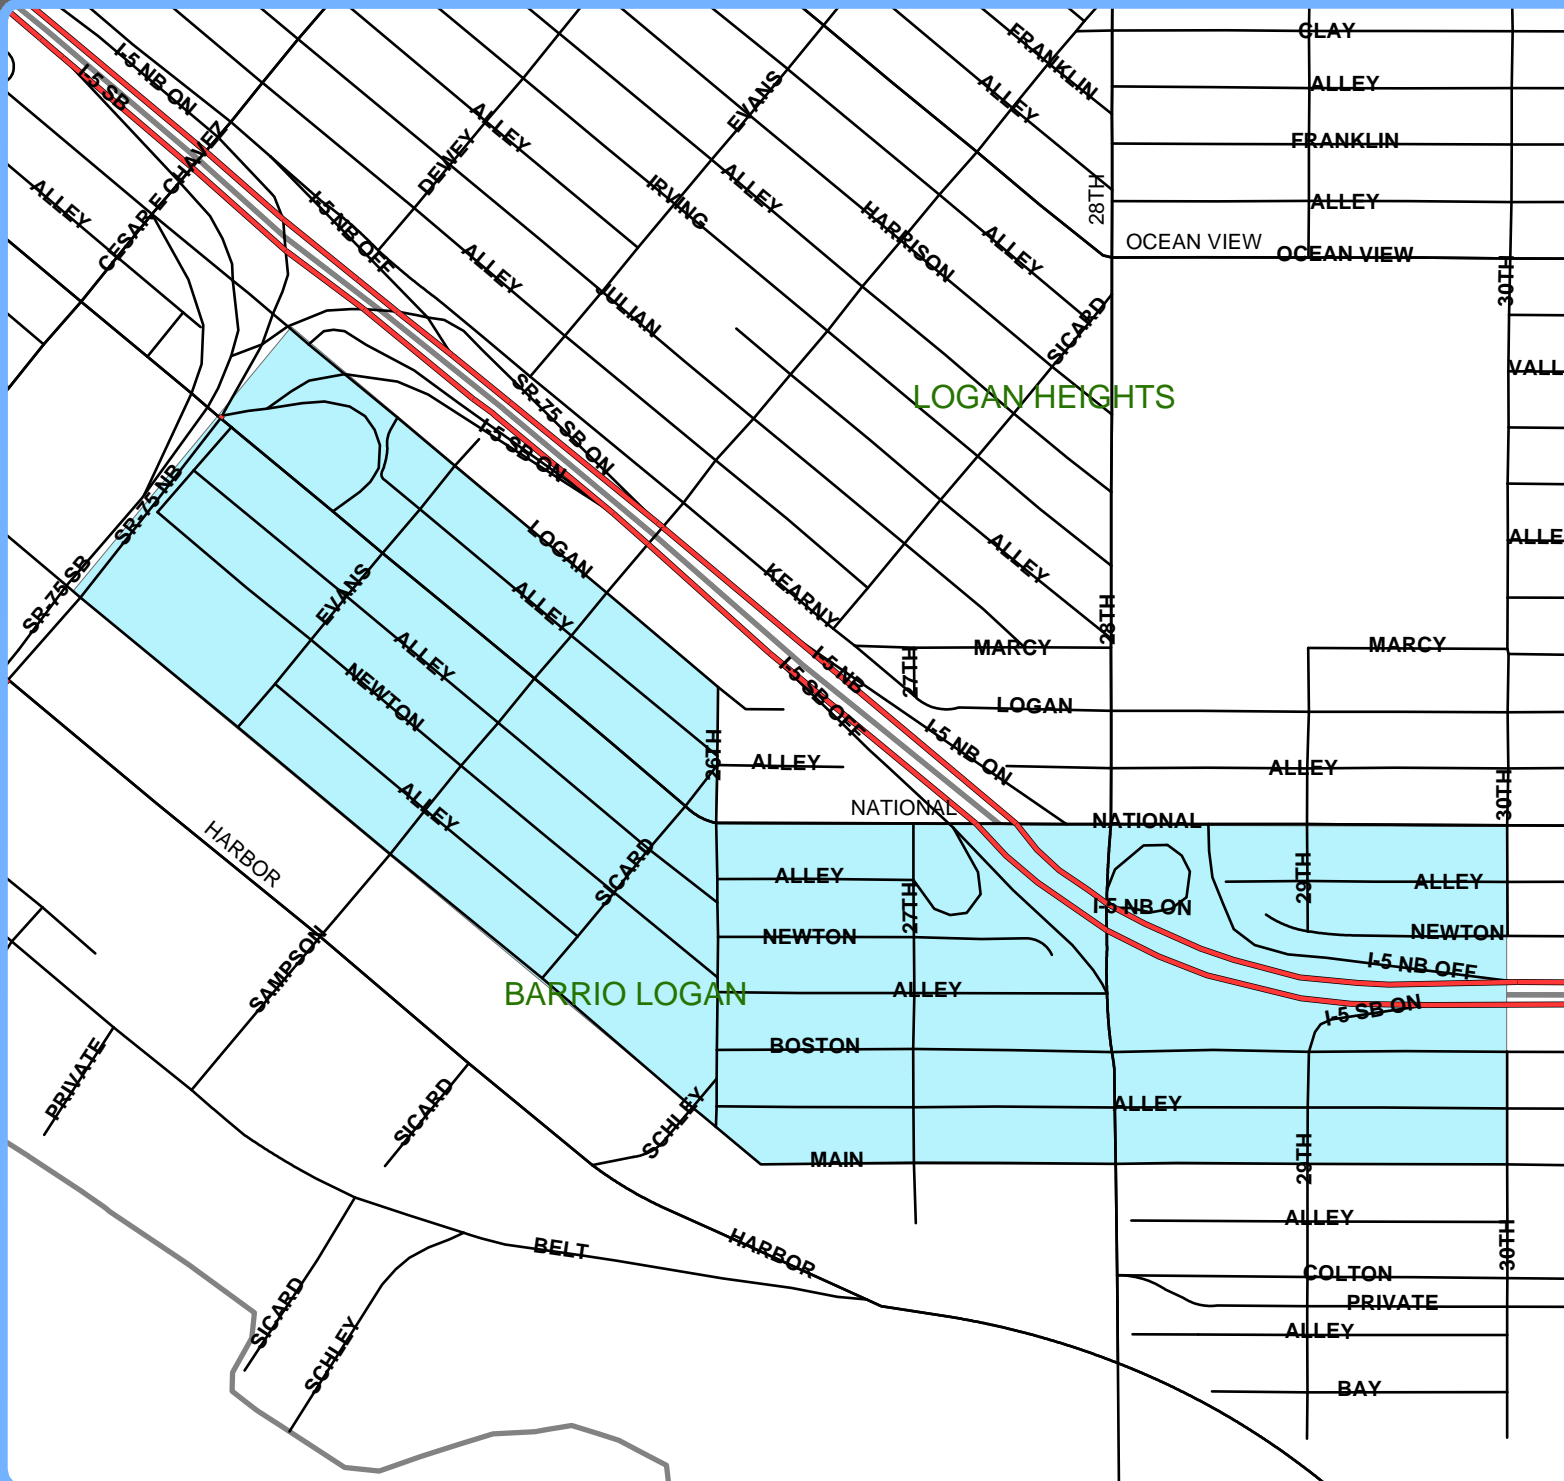 CLAY
FRANKLIN
I-5 NB ON
I-5 SB
ALLEY
EVANS
ALLEY
ALLEY
CESAR E CHAVEZ
DEWEY
FRANKLIN
ALLEY
IRVING
ALLEY
28TH
ALLEY
I-5 NB OFF
HARRISON
ALLEY
OCEAN VIEW
OCEAN VIEW
ALLEY
JULIAN
30TH
SICARD
VALL
SR-75 SB ON
LOGAN HEIGHTS
I-5 SB ON
SR-75 NB
LOGAN
ALLEY
ALLE
SR-75 SB
EVANS
ALLEY
KEARNY
28TH
ALLEY
MARCY
MARCY
NEWTON
I-5 NB
27TH
I-5 SB OFF
LOGAN
26TH
ALLEY
I-5 NB ON
ALLEY
ALLEY
30TH
NATIONAL
NATIONAL
HARBOR
SICARD
ALLEY
27TH
29TH
ALLEY
I-5 NB ON
SAMPSON
NEWTON
NEWTON
I-5 NB OFF
BARRIO LOGAN
ALLEY
I-5 SB ON
PRIVATE
BOSTON
SICARD
SCHLEY
ALLEY
MAIN
29TH
ALLEY
BELT
HARBOR
30TH
COLTON
SICARD
PRIVATE
SCHLEY
ALLEY
BAY